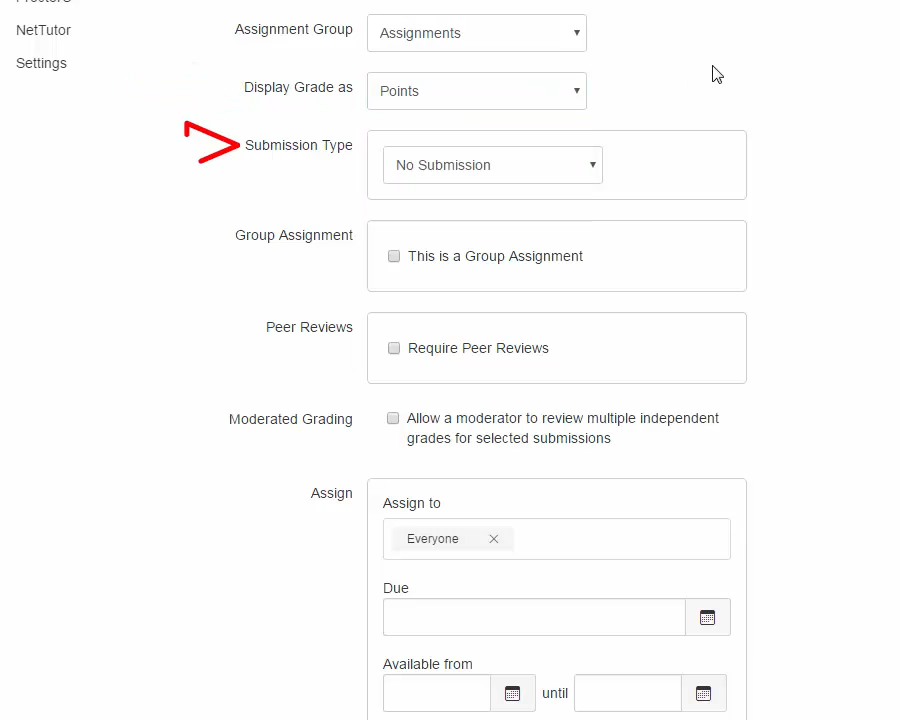 NetTutor
Settings
Assignment Group
Assignments
Display Grade as
Points
Submission Type
No Submission
Group Assignment
This is a Group Assignment
Peer Reviews
Require Peer Reviews
Moderated Grading
Allow a moderator to review multiple independent
grades for selected submissions
Assign
Assign to
Everyone
Due
Available from
until